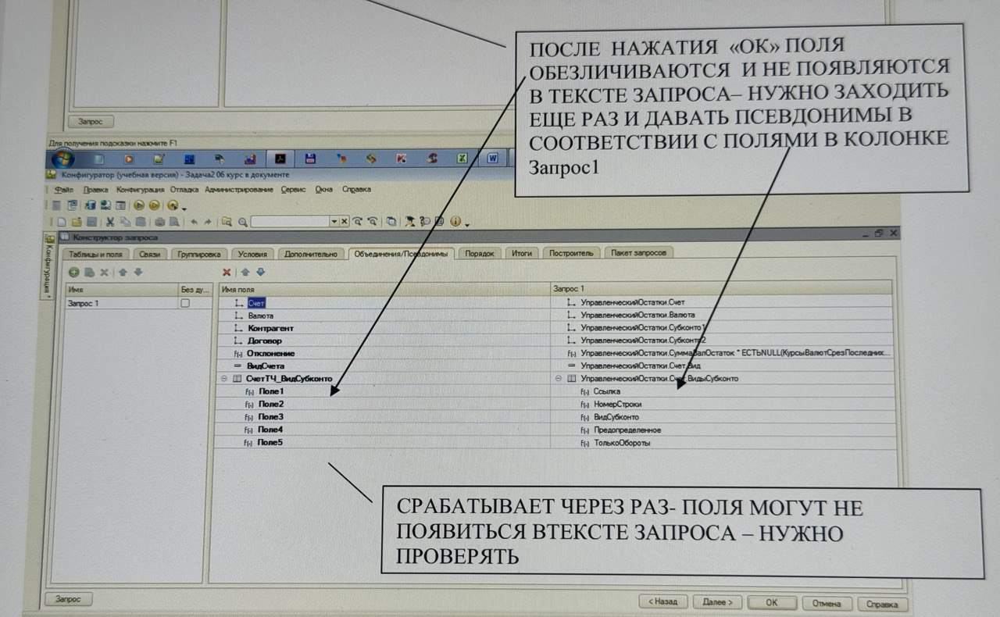 ПОСЛЕ НАЖАТИЯ «ОК» ПОЛЯ
ОБЕЗЛИЧИВАЮТСЯ И НЕ ПОЯВЛЯЮТСЯ
В ТЕКСТЕ ЗАПРОСА– НУЖНО ЗАХОДИТЬ
ЕЩЕ РАЗ И ДАВАТЬ ПСЕВДОНИМЫ В
СООТВЕТСТВИИ С ПОЛЯМИ В КОЛОНКЕ
Запрос1
Запрос
Для получения подсказки нажмите F1
Конфигуратор (учебная версия) - Задача2 06 курс в документе
Файл Правка Конфигурация Отладка Администрирование Сервис Окна Справка
Конфигурация
Конструктор запроса
Таблицы и поля Связи Группировка Условия Дополнительно Объединения/Псевдонимы Порядок Итоги Построитель Пакет запросов
Имя Без ду... Имя поля Запрос 1
Запрос 1 Счет УправленческийОстатки.Счет
Валюта УправленческийОстатки.Валюта
Контрагент УправленческийОстатки.Субконто1
Договор УправленческийОстатки.Субконто2
Отклонение УправленческийОстатки.СуммаВалОстаток * ЕСТЬNULL(КурсыВалютСрезПоследних...
ВидСчета УправленческийОстатки.Счет.Вид
СчетТЧ_ВидСубконто УправленческийОстатки.Счет.ВидыСубконто
Поле1 Ссылка
Поле2 НомерСтроки
Поле3 ВидСубконто
Поле4 Предопределенное
Поле5 ТолькоОбороты
СРАБАТЫВАЕТ ЧЕРЕЗ РАЗ- ПОЛЯ МОГУТ НЕ
ПОЯВИТЬСЯ ВТЕКСТЕ ЗАПРОСА – НУЖНО
ПРОВЕРЯТЬ
Запрос < Назад Далее > ОК Отмена Справка